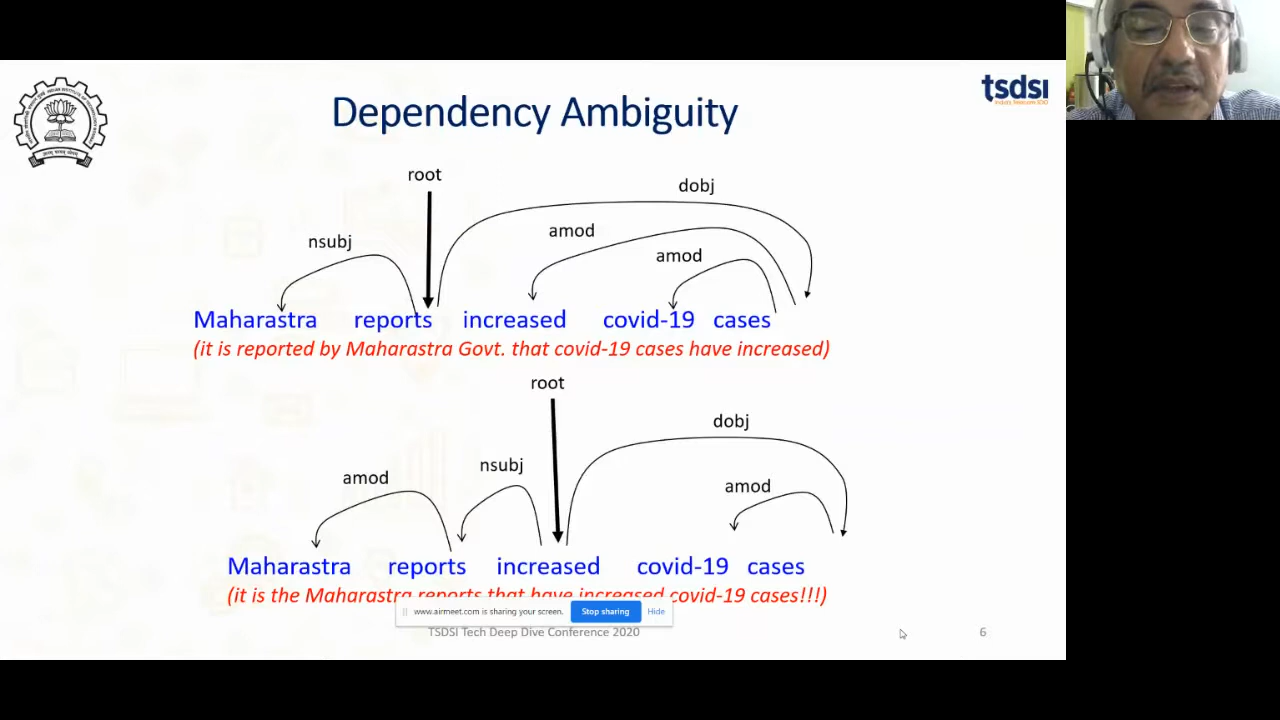 tsdsi
Dependency Ambiguity
root
dobj
amod
nsubj
amod
Maharastra reports increased covid-19 cases
(it is reported by Maharastra Govt. that covid-19 cases have increased)
root
dobj
nsubj
amod
amod
Maharastra reports increased covid-19 cases
(it is the Maharastra reports that have increased covid-19 cases!!!)
www.airmeet.com is sharing your screen. Stop sharing Hide
TSDSI Tech Deep Dive Conference 2020
6